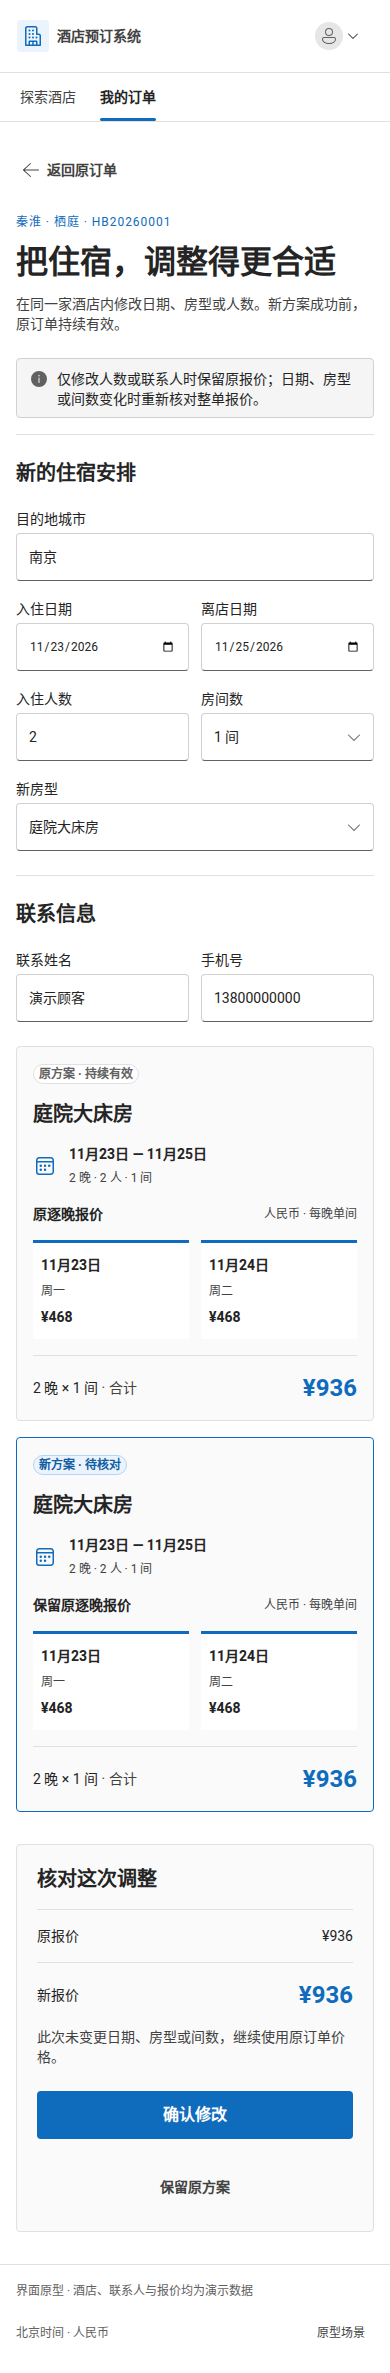 酒店预订系统
探索酒店 我的订单
返回原订单
秦淮 · 栖庭 · HB20260001
把住宿，调整得更合适
在同一家酒店内修改日期、房型或人数。新方案成功前，
原订单持续有效。
仅修改人数或联系人时保留原报价；日期、房型
或间数变化时重新核对整单报价。
新的住宿安排
目的地城市
南京
入住日期 离店日期
11/23/2026 11/25/2026
入住人数 房间数
2 1 间
新房型
庭院大床房
联系信息
联系姓名 手机号
演示顾客 13800000000
原方案 · 持续有效
庭院大床房
11月23日 – 11月25日
2 晚 · 2 人 · 1 间
原逐晚报价 人民币 · 每晚单间
11月23日 11月24日
周一 周二
¥468 ¥468
2 晚 × 1 间 · 合计 ¥936
新方案 · 待核对
庭院大床房
11月23日 – 11月25日
2 晚 · 2 人 · 1 间
保留原逐晚报价 人民币 · 每晚单间
11月23日 11月24日
周一 周二
¥468 ¥468
2 晚 × 1 间 · 合计 ¥936
核对这次调整
原报价 ¥936
新报价 ¥936
此次未变更日期、房型或间数，继续使用原订单价
格。
确认修改
保留原方案
界面原型 · 酒店、联系人与报价均为演示数据
北京时间 · 人民币 原型场景